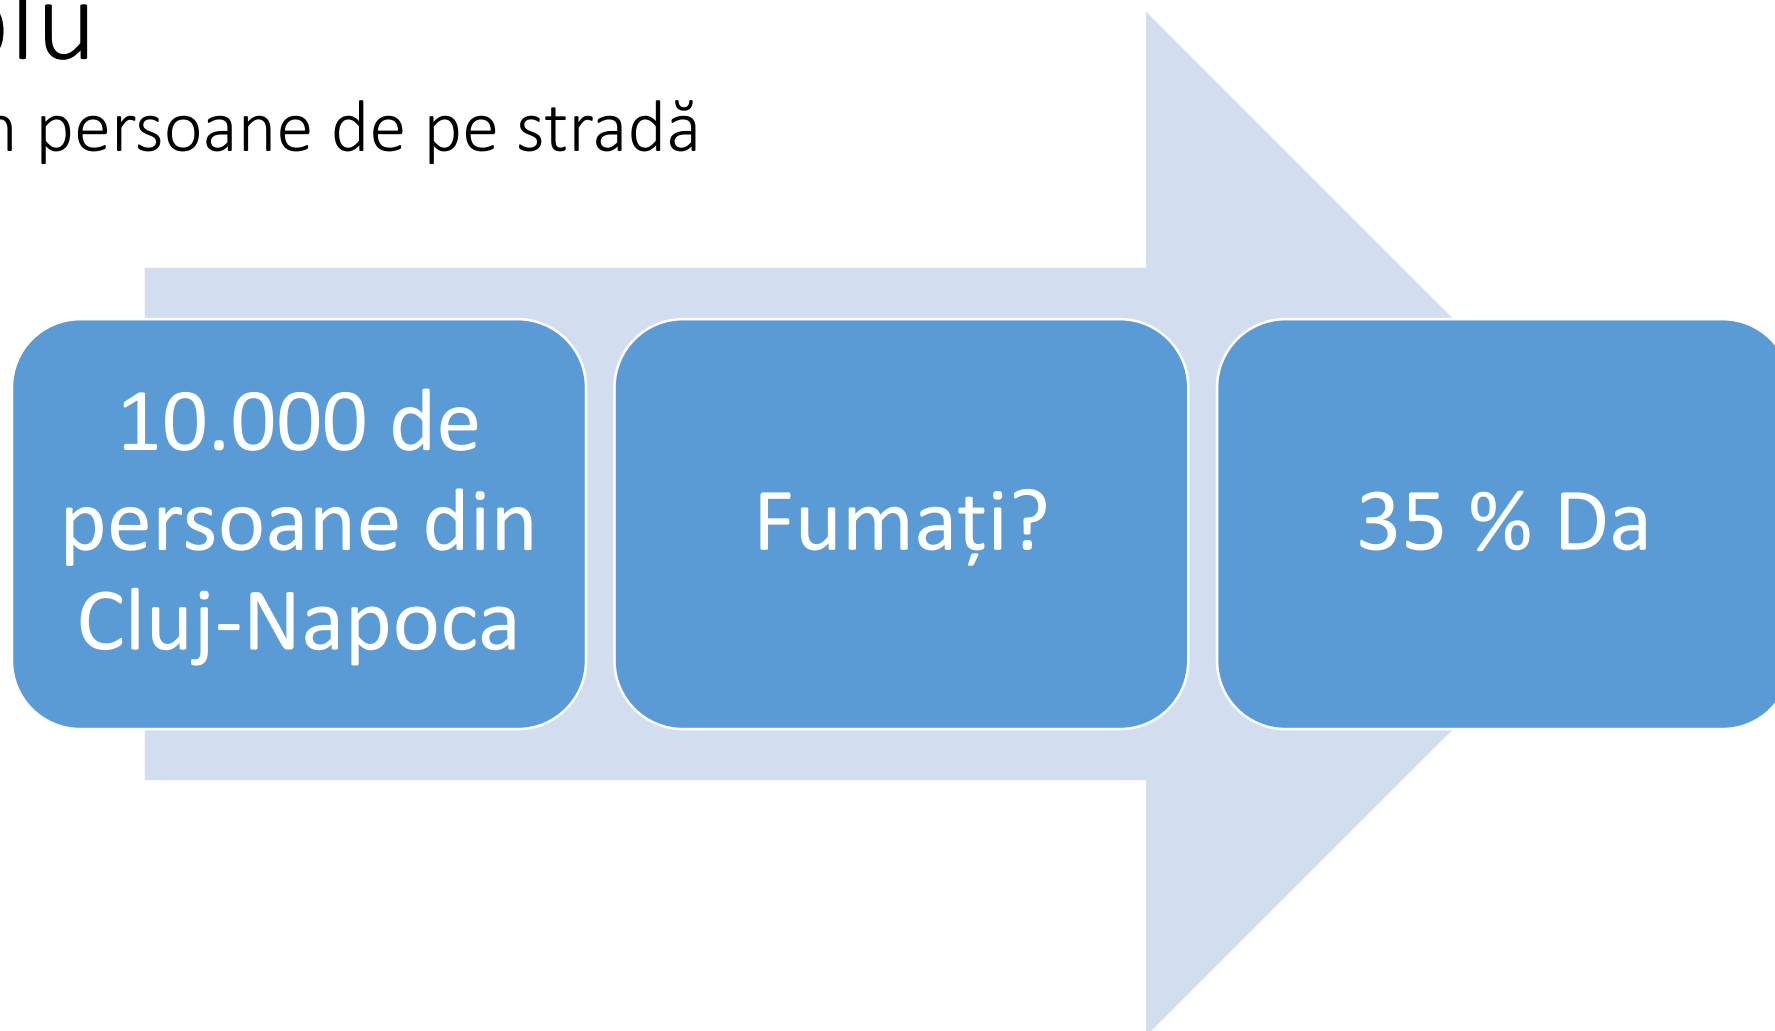 persoane de pe stradă
10.000 de
persoane din
Cluj-Napoca
Fumați?
35 % Da